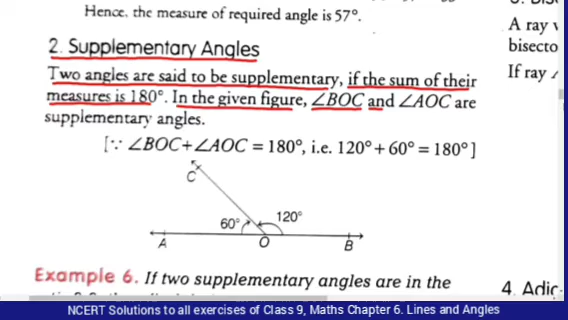 Hence, the measure of required angle is 57°.
2. Supplementary Angles
Two angles are said to be supplementary, if the sum of their
measures is 180°. In the given figure, ∠BOC and ∠AOC are
supplementary angles.
[∵ ∠BOC+∠AOC = 180°, i.e. 120° + 60° = 180°]
C
60°
120°
A
O
B
Example 6. If two supplementary angles are in the
A ray
bisecto
If ray
4. Adjc
NCERT Solutions to all exercises of Class 9, Maths Chapter 6. Lines and Angles